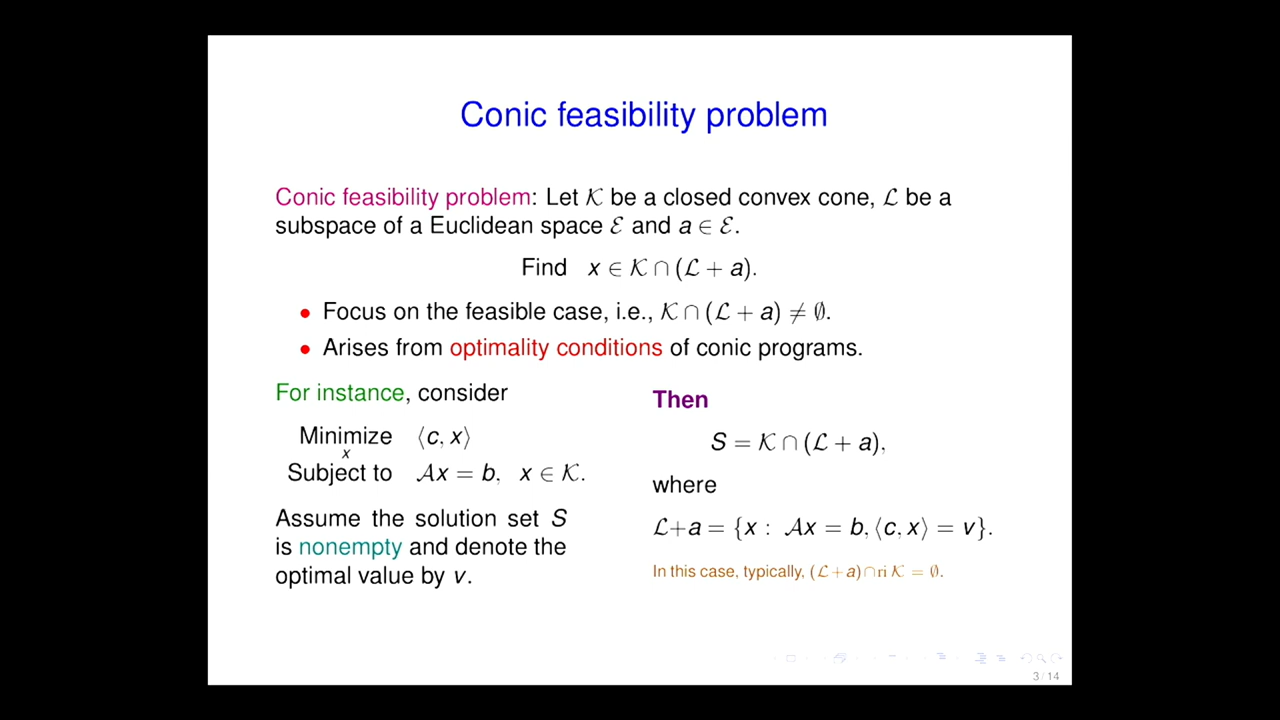 Conic feasibility problem
Conic feasibility problem: Let 𝒦 be a closed convex cone, ℒ be a
subspace of a Euclidean space ℰ and a ∈ ℰ.
Find x ∈ 𝒦 ∩ (ℒ + a).
• Focus on the feasible case, i.e., 𝒦 ∩ (ℒ + a) ≠ ∅.
• Arises from optimality conditions of conic programs.
For instance, consider
Minimize ⟨c, x⟩
x
Subject to 𝒜x = b, x ∈ 𝒦.
Assume the solution set S
is nonempty and denote the
optimal value by v.
Then
S = 𝒦 ∩ (ℒ + a),
where
ℒ+a = {x : 𝒜x = b, ⟨c, x⟩ = v}.
In this case, typically, (ℒ+a)∩ri 𝒦 = ∅.
3 / 14